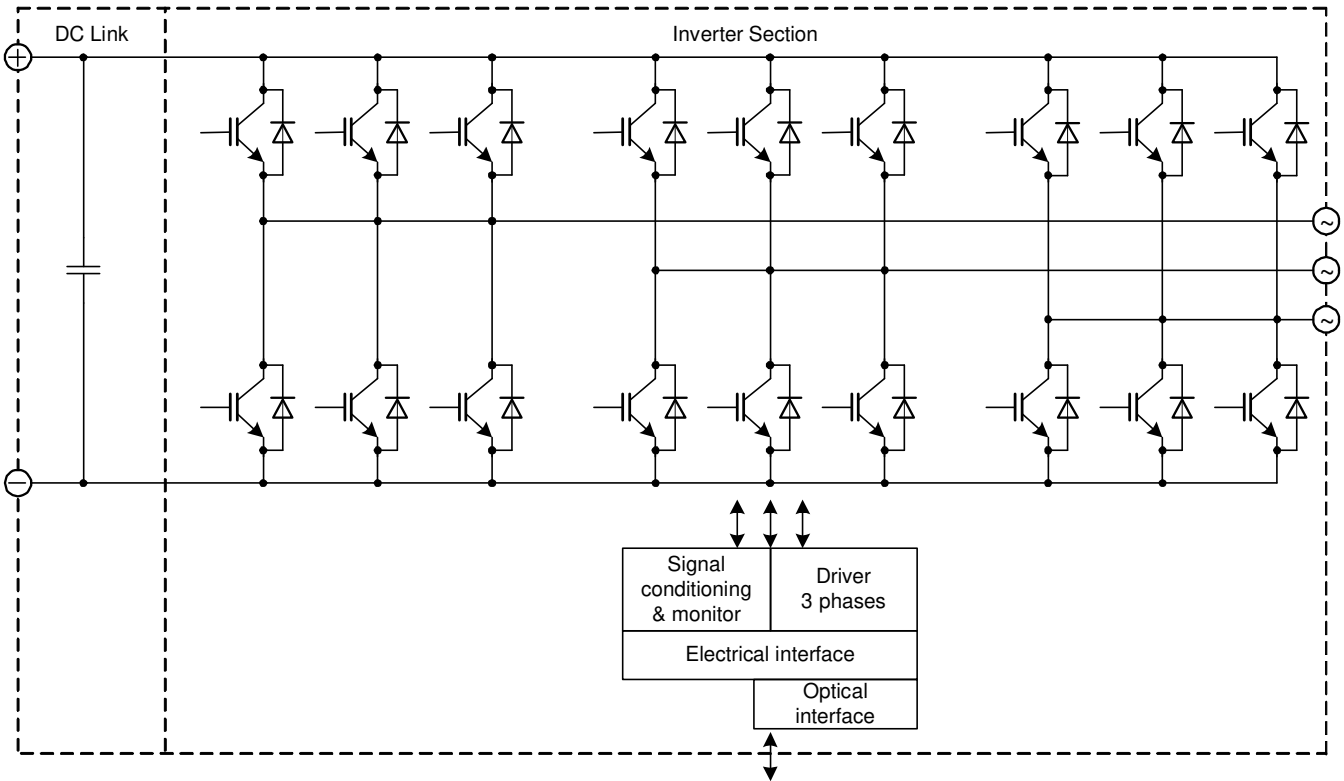 DC Link
Inverter Section
+
~
~
~
−
Signal
conditioning
& monitor
Driver
3 phases
Electrical interface
Optical
interface